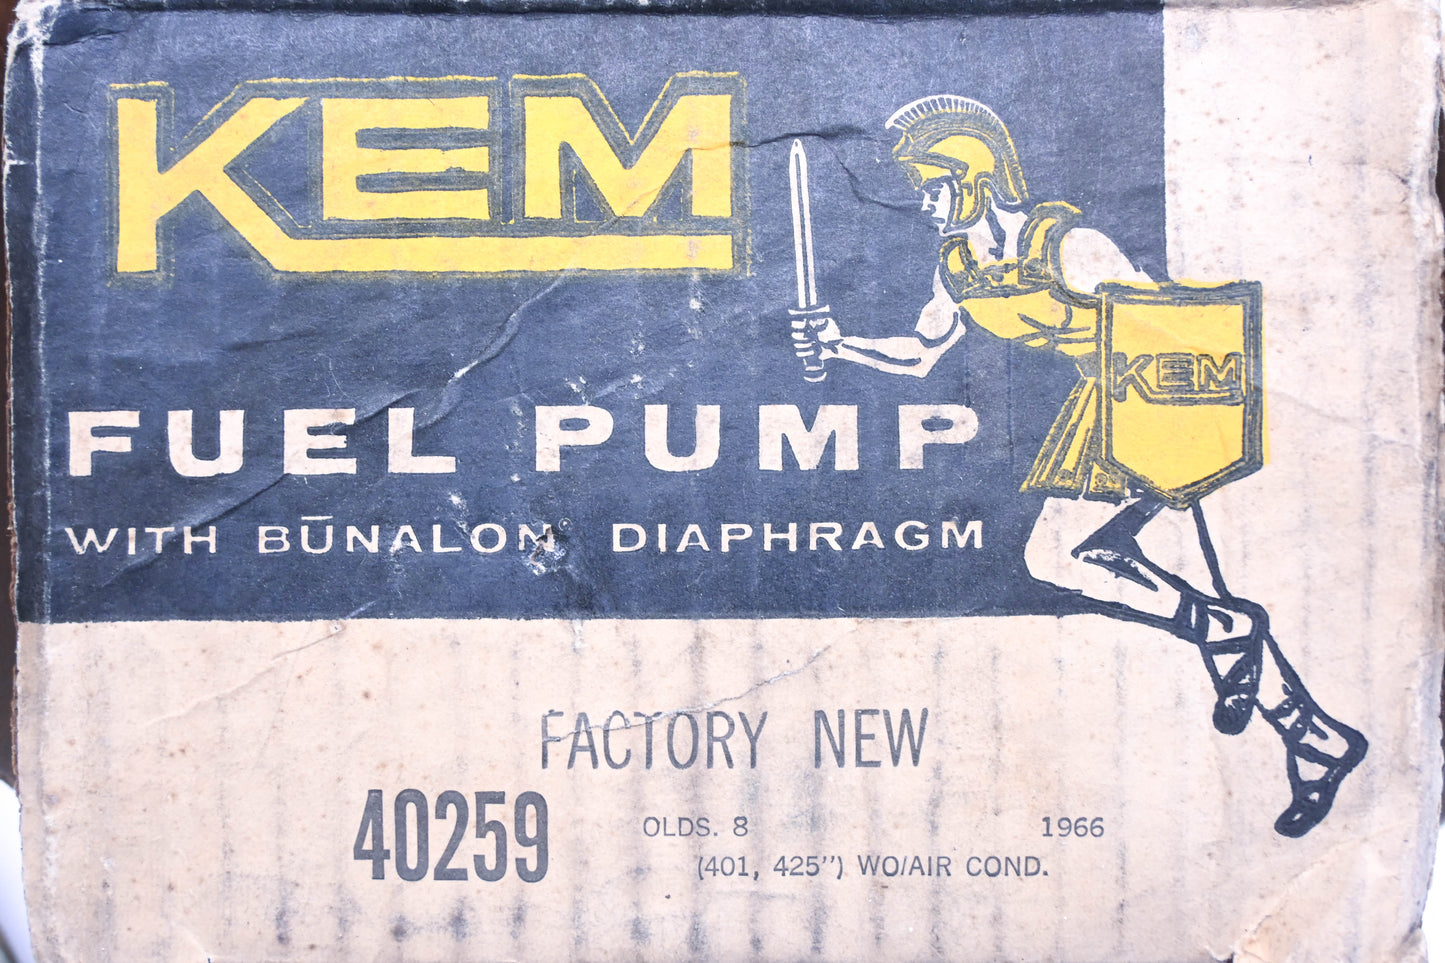 KEM
KEM
FUEL PUMP
WITH BŪNALON DIAPHRAGM
FACTORY NEW
40259 OLDS. 8 1966
(401, 425") WO/AIR COND.